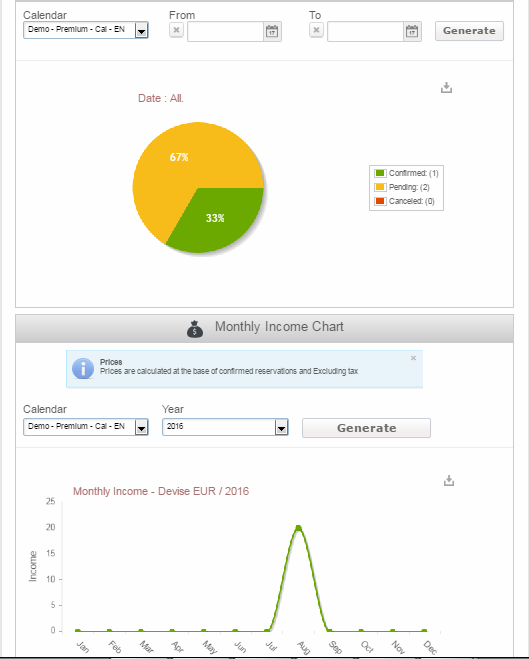 Calendar From To
Demo - Premium - Cal - EN × 17 × 17 Generate
Date : All.
67%
33%
Confirmed: (1)
Pending: (2)
Canceled: (0)
$ Monthly Income Chart
Prices ×
i Prices are calculated at the base of confirmed reservations and Excluding tax
Calendar Year
Demo - Premium - Cal - EN 2016 Generate
Monthly Income - Devise EUR / 2016
25
20
15
10
5
0
Income
Jan Feb Mar Apr May Jun Jul Aug Sep Oct Nov Dec